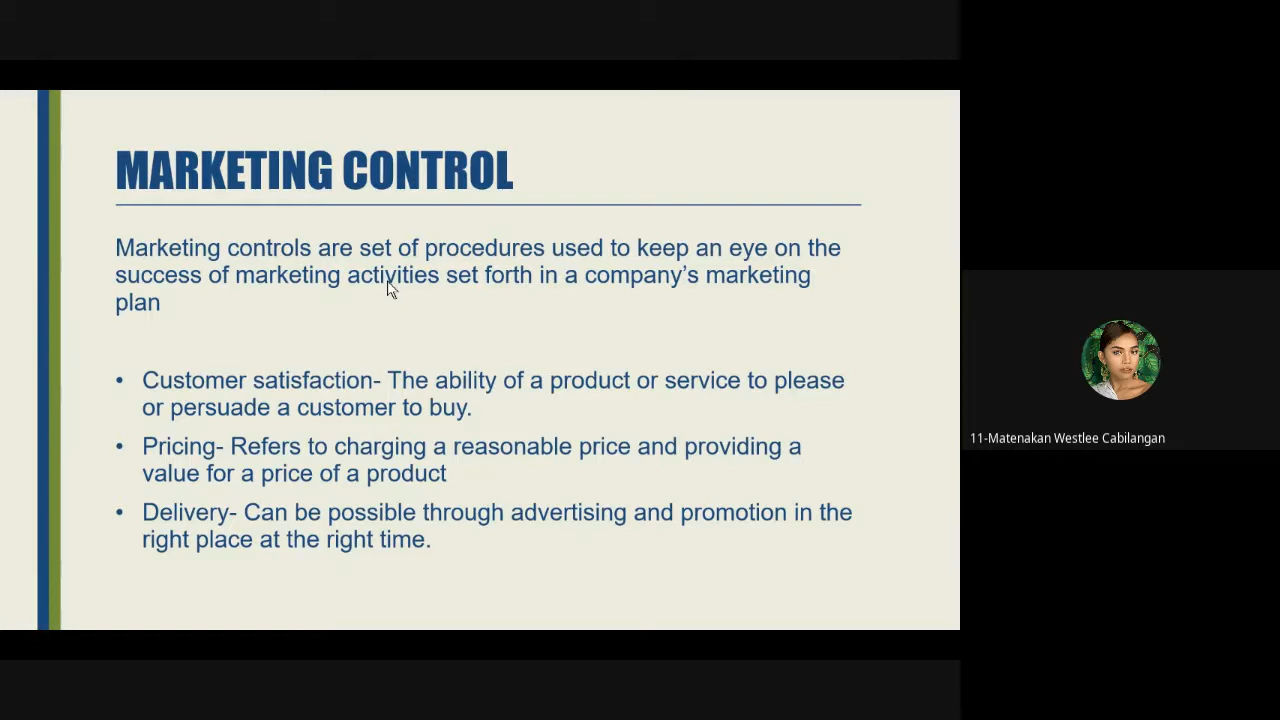 MARKETING CONTROL
Marketing controls are set of procedures used to keep an eye on the
success of marketing activities set forth in a company’s marketing
plan
• Customer satisfaction- The ability of a product or service to please
or persuade a customer to buy.
• Pricing- Refers to charging a reasonable price and providing a
value for a price of a product
• Delivery- Can be possible through advertising and promotion in the
right place at the right time.
11-Matenakan Westlee Cabilangan